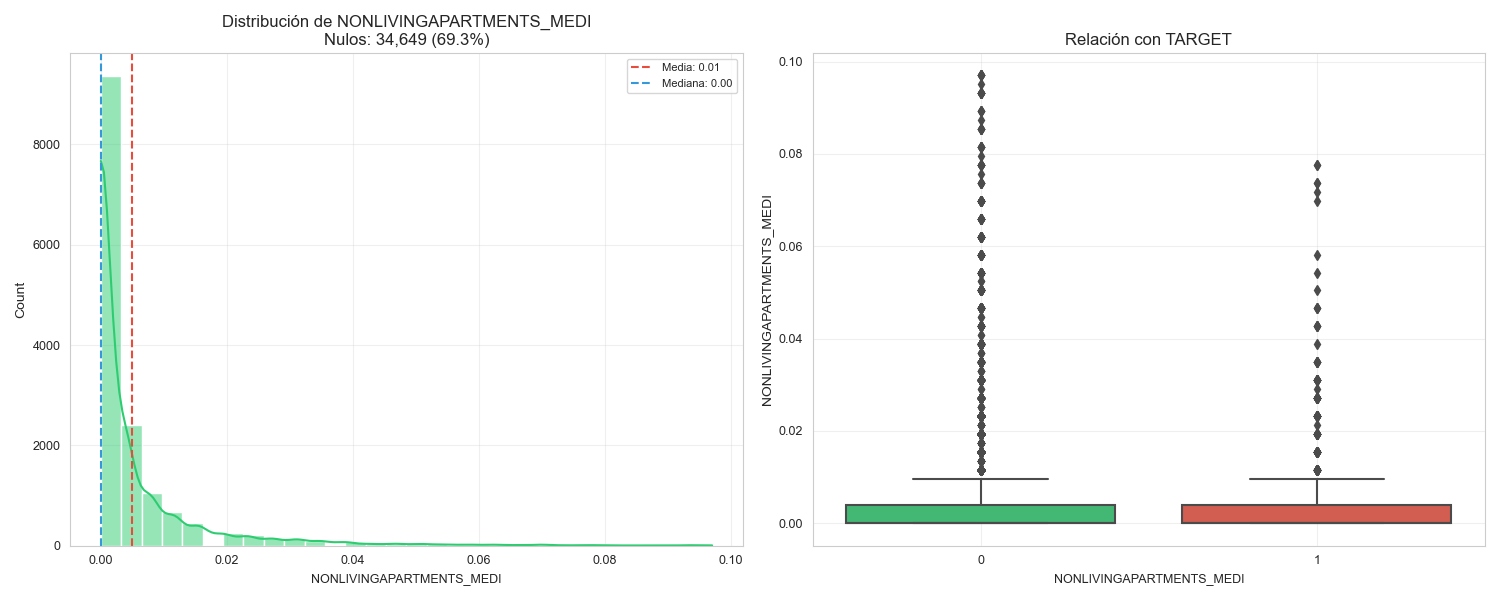 Distribución de NONLIVINGAPARTMENTS_MEDI
Nulos: 34,649 (69.3%)
Media: 0.01
Mediana: 0.00
Count
8000
6000
4000
2000
0
0.00
0.02
0.04
0.06
0.08
0.10
NONLIVINGAPARTMENTS_MEDI
Relación con TARGET
NONLIVINGAPARTMENTS_MEDI
0.10
0.08
0.06
0.04
0.02
0.00
0
1
NONLIVINGAPARTMENTS_MEDI